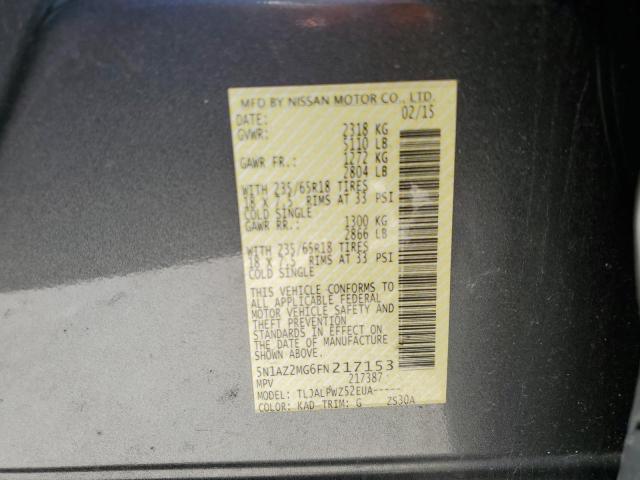 MFD BY NISSAN MOTOR CO., LTD.
DATE: 02/15
GVWR: 2318 KG
5110 LB
GAWR FR.: 1272 KG
2804 LB
WITH 235/65R18 TIRES
18 X 7.5 RIMS AT 33 PSI
COLD SINGLE
GAWR RR.: 1300 KG
2866 LB
WITH 235/65R18 TIRES
18 X 7.5 RIMS AT 33 PSI
COLD SINGLE
THIS VEHICLE CONFORMS TO
ALL APPLICABLE FEDERAL
MOTOR VEHICLE SAFETY AND
THEFT PREVENTION
STANDARDS IN EFFECT ON
THE DATE OF MANUFACTURE
SHOWN ABOVE.
5N1AZ2MG6FN217153
MPV 217387
MODEL: TLJALPWZ52EUA-----
COLOR: KAD TRIM: G ZS30A